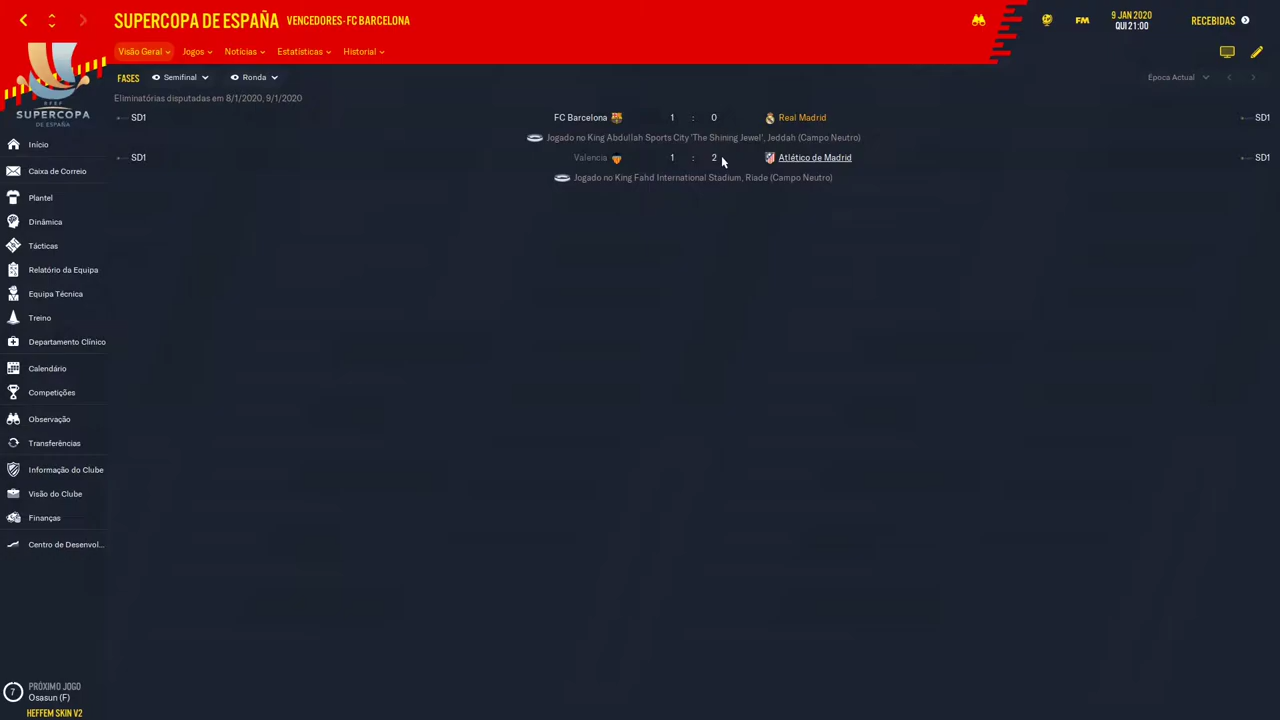 SUPERCOPA DE ESPAÑA VENCEDORES- FC BARCELONA
9 JAN 2020
QUI 21:00
FM
RECEBIDAS
Visão Geral Jogos Notícias Estatísticas Historial
RFEF
SUPERCOPA
DE ESPAÑA
FASES Semifinal Ronda Época Actual
Eliminatórias disputadas em 8/1/2020, 9/1/2020
SD1 FC Barcelona 1 : 0 Real Madrid SD1
Jogado no King Abdullah Sports City 'The Shining Jewel', Jeddah (Campo Neutro)
SD1 Valencia 1 : 2 Atlético de Madrid SD1
Jogado no King Fahd International Stadium, Riade (Campo Neutro)
Início
Caixa de Correio
Plantel
Dinâmica
Tácticas
Relatório da Equipa
Equipa Técnica
Treino
Departamento Clínico
Calendário
Competições
Observação
Transferências
Informação do Clube
Visão do Clube
Finanças
Centro de Desenvol...
7 PRÓXIMO JOGO
Osasun (F)
HEFFEM SKIN V2